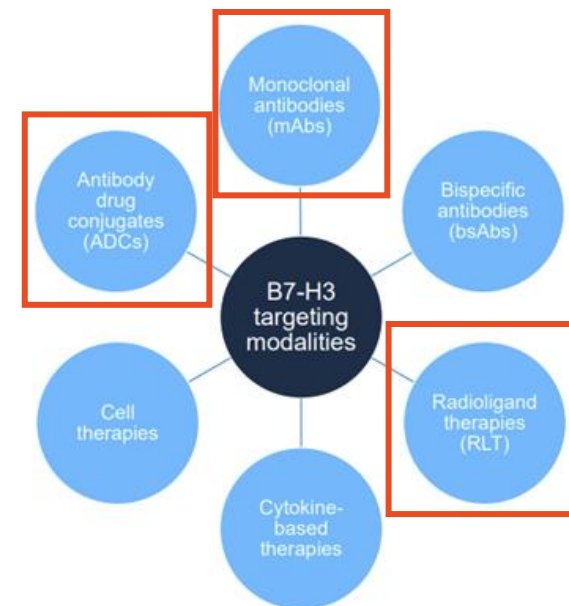 Monoclonal
antibodies
(mAbs)
Antibody
drug
conjugates
(ADCs)
Bispecific
antibodies
(bsAbs)
B7-H3
targeting
modalities
Cell
therapies
Radioligand
therapies
(RLT)
Cytokine-
based
therapies